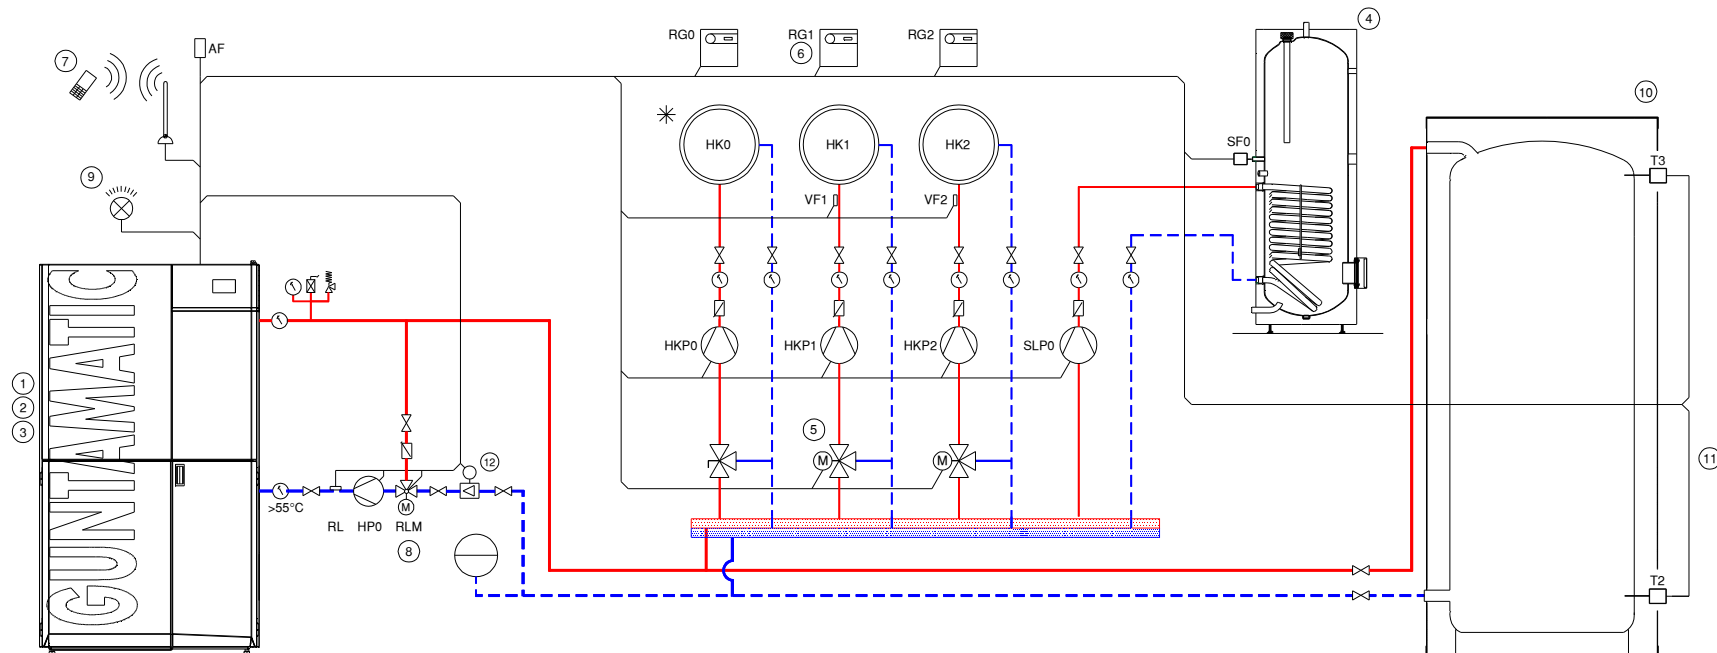 RG0
RG1
RG2
4
AF
7
6
10
HK0
HK1
HK2
SF0
T3
9
VF1
VF2
GUNTAMATIC
HKP0
HKP1
HKP2
SLP0
1
2
3
5
M
M
12
11
>55°C
M
RL
HP0
RLM
8
T2